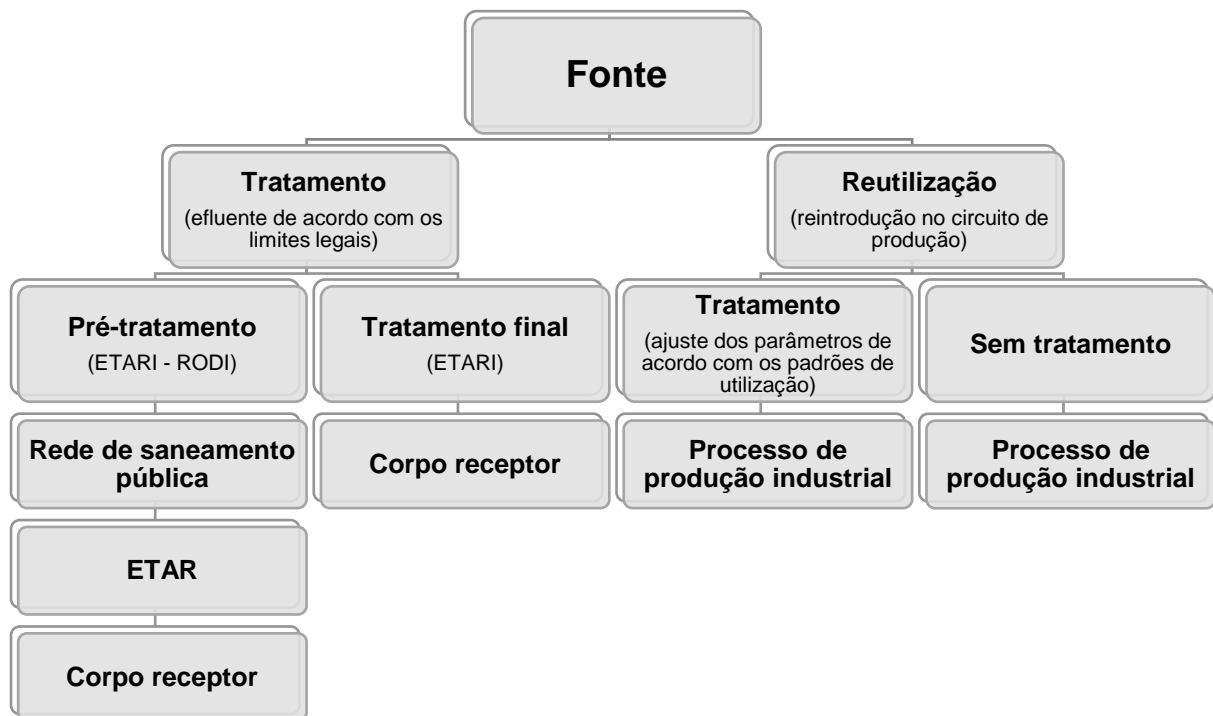 Fonte
Tratamento
(efluente de acordo com os
limites legais)
Reutilização
(reintrodução no circuito de
produção)
Pré-tratamento
(ETARI - RODI)
Tratamento final
(ETARI)
Tratamento
(ajuste dos parâmetros de
acordo com os padrões de
utilização)
Sem tratamento
Rede de saneamento
pública
Corpo receptor
Processo de
produção industrial
Processo de
produção industrial
ETAR
Corpo receptor